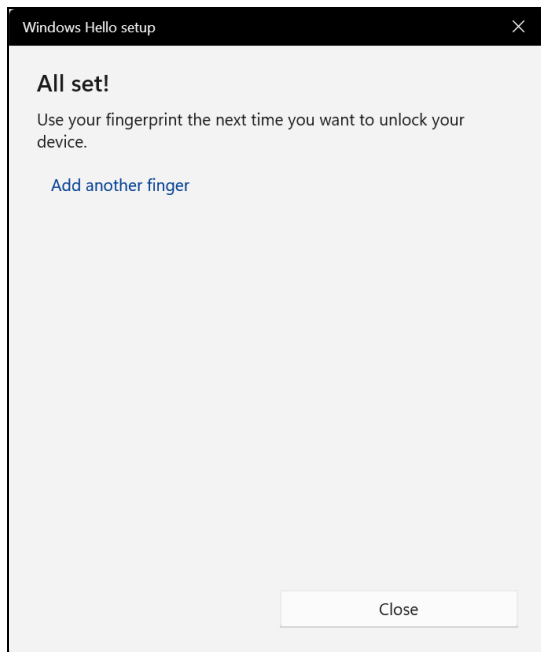 Windows Hello setup
All set!
Use your fingerprint the next time you want to unlock your
device.
Add another finger
Close